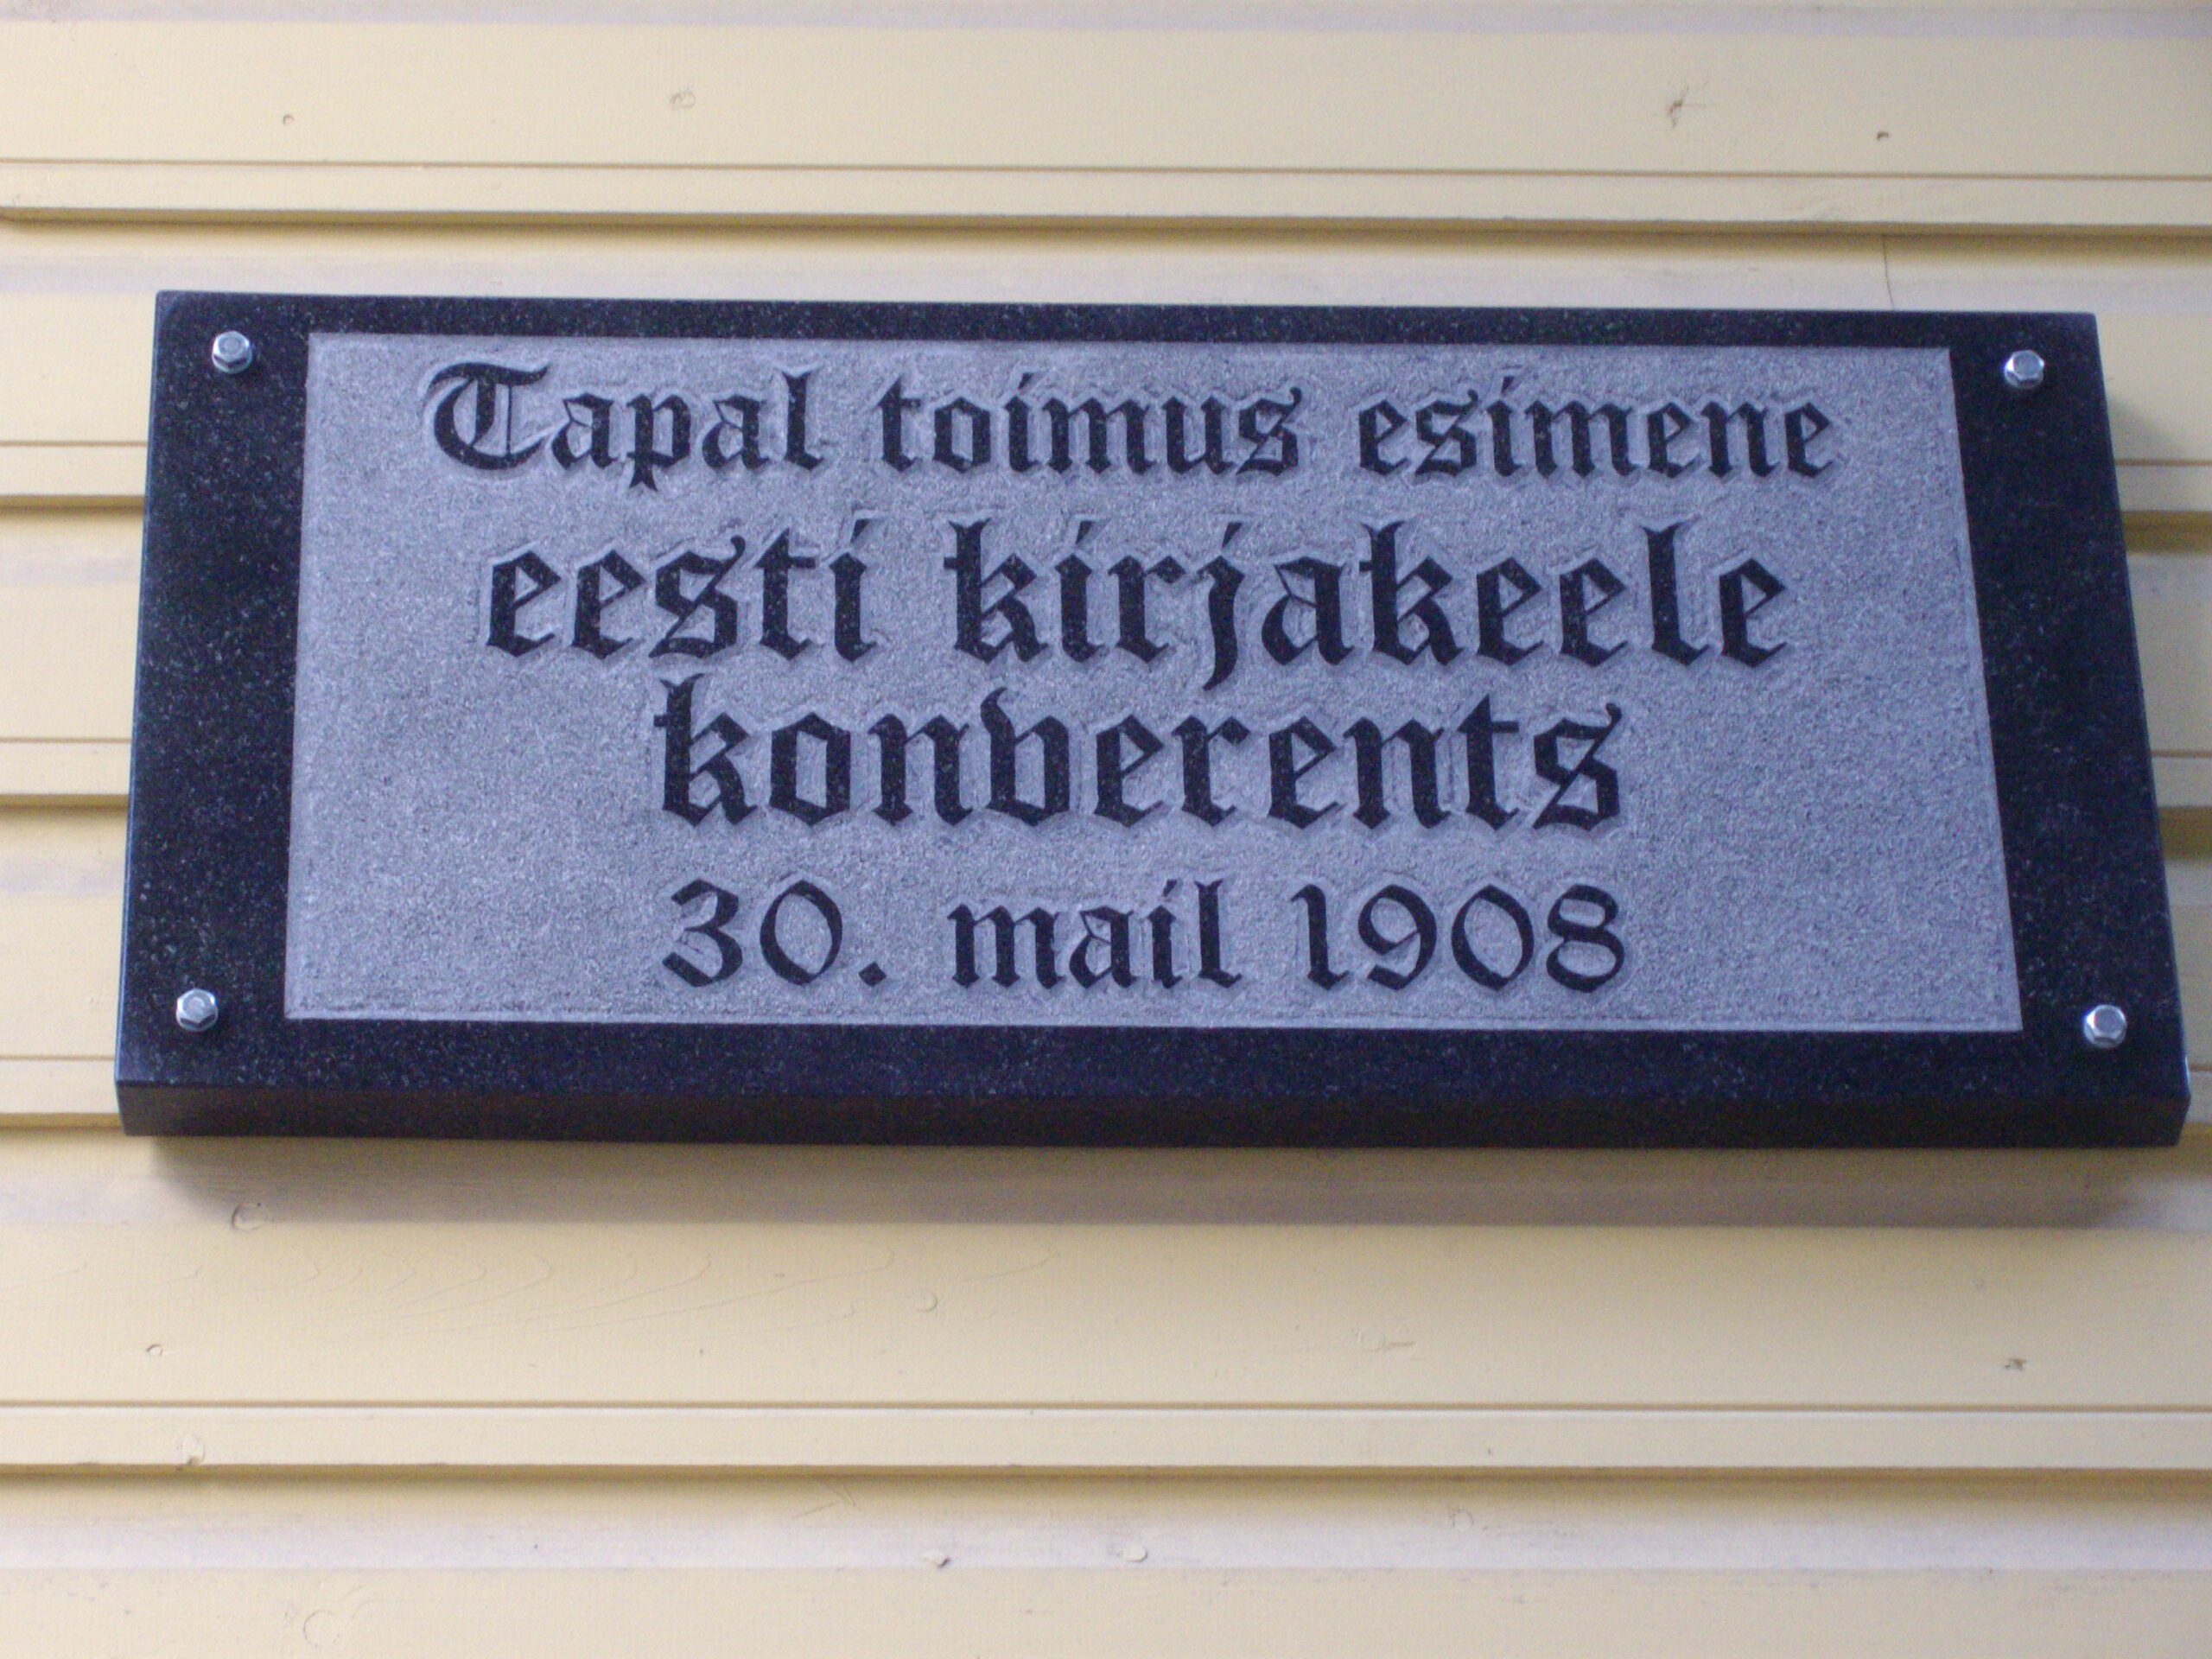 Tapal toimus esimene
eesti kirjakeele
konverents
30. mail 1908